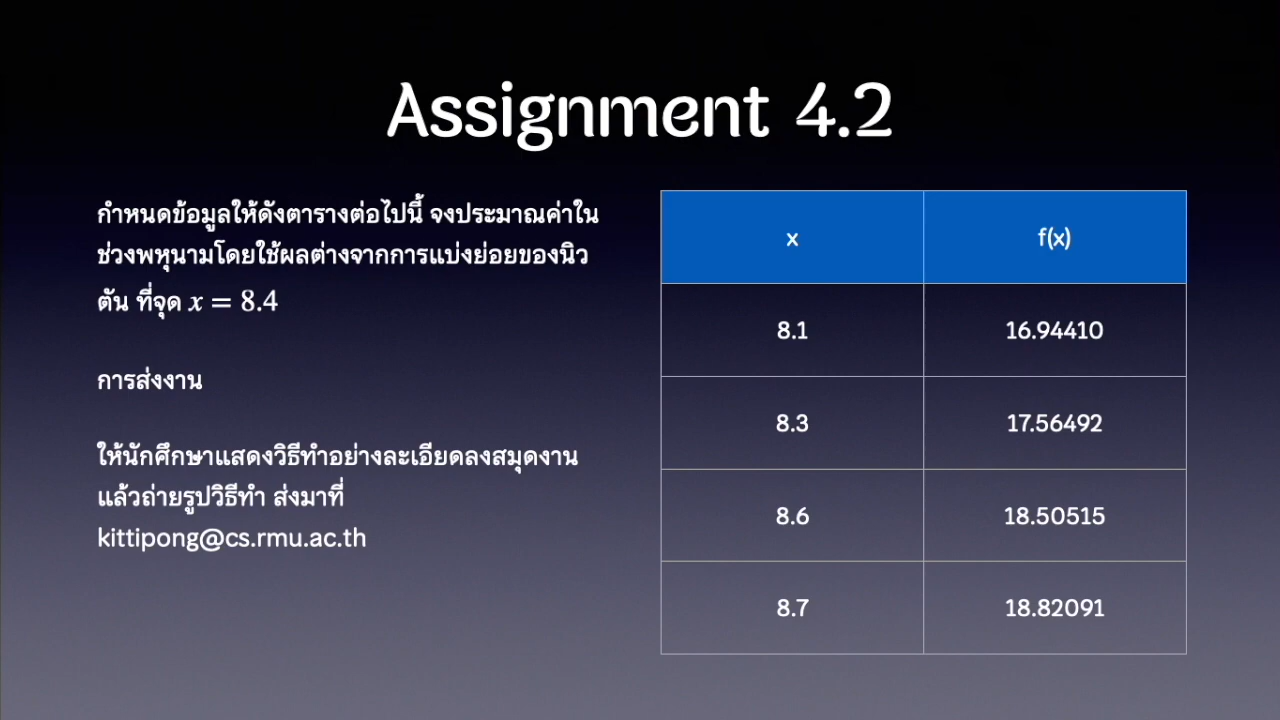 Assignment 4.2
กำหนดข้อมูลให้ดังตารางต่อไปนี้ จงประมาณค่าใน
ช่วงพหุนามโดยใช้ผลต่างจากการแบ่งย่อยของนิว
ตัน ที่จุด x = 8.4
การส่งงาน
ให้นักศึกษาแสดงวิธีทำอย่างละเอียดลงสมุดงาน
แล้วถ่ายรูปวิธีทำ ส่งมาที่
kittipong@cs.rmu.ac.th
x f(x)
8.1 16.94410
8.3 17.56492
8.6 18.50515
8.7 18.82091